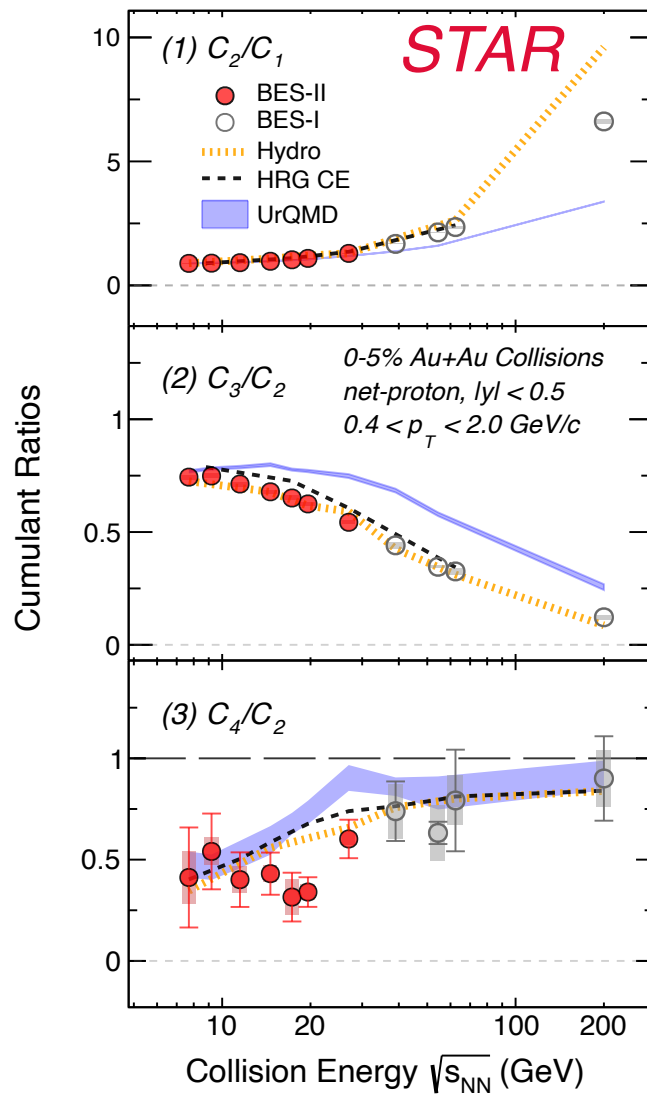 (1) C2/C1
STAR
BES-II
BES-I
Hydro
HRG CE
UrQMD
10
5
0
(2) C3/C2
0-5% Au+Au Collisions
net-proton, |y| < 0.5
0.4 < pT < 2.0 GeV/c
1
0.5
0
Cumulant Ratios
(3) C4/C2
1
0.5
0
10 20 100 200
Collision Energy √sNN (GeV)